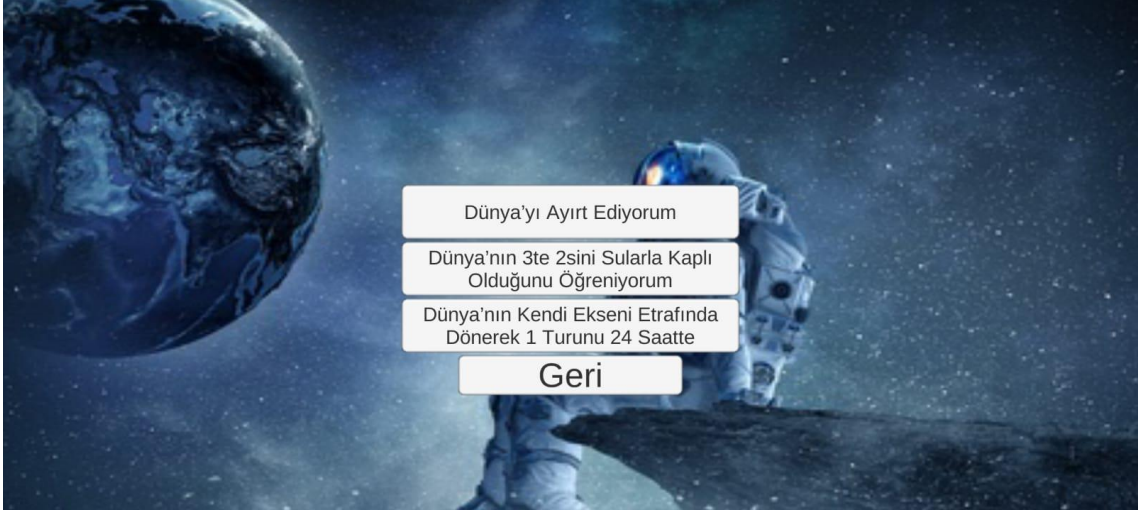 Dünya’yı Ayırt Ediyorum
Dünya’nın 3te 2sini Sularla Kaplı
Olduğunu Öğreniyorum
Dünya’nın Kendi Ekseni Etrafında
Dönerek 1 Turunu 24 Saatte
Geri